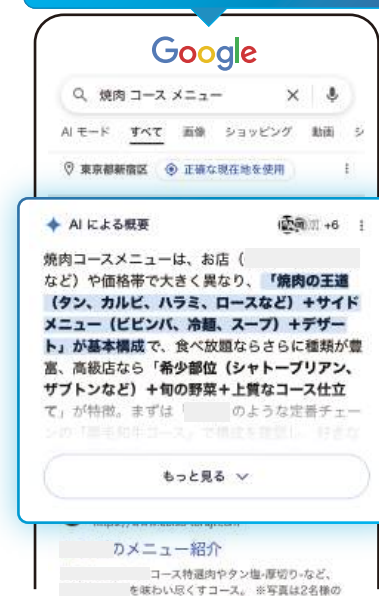 Google
焼肉 コース メニュー
AI モード すべて 画像 ショッピング 動画 シ
東京都新宿区 正確な現在地を使用
AI による概要 +6
焼肉コースメニューは、お店（
など）や価格帯で大きく異なり、「焼肉の王道
（タン、カルビ、ハラミ、ロースなど）＋サイド
メニュー（ビビンバ、冷麺、スープ）＋デザー
ト」が基本構成で、食べ放題ならさらに種類が豊
富、高級店なら「希少部位（シャトーブリアン、
ザブトンなど）＋旬の野菜＋上質なコース仕立
て」が特徴。まずは「 のような定番チェー
もっと見る
のメニュー紹介
コース特選肉やタン塩-厚切り-など、
を味わい尽くすコース。 ※写真は2名様の